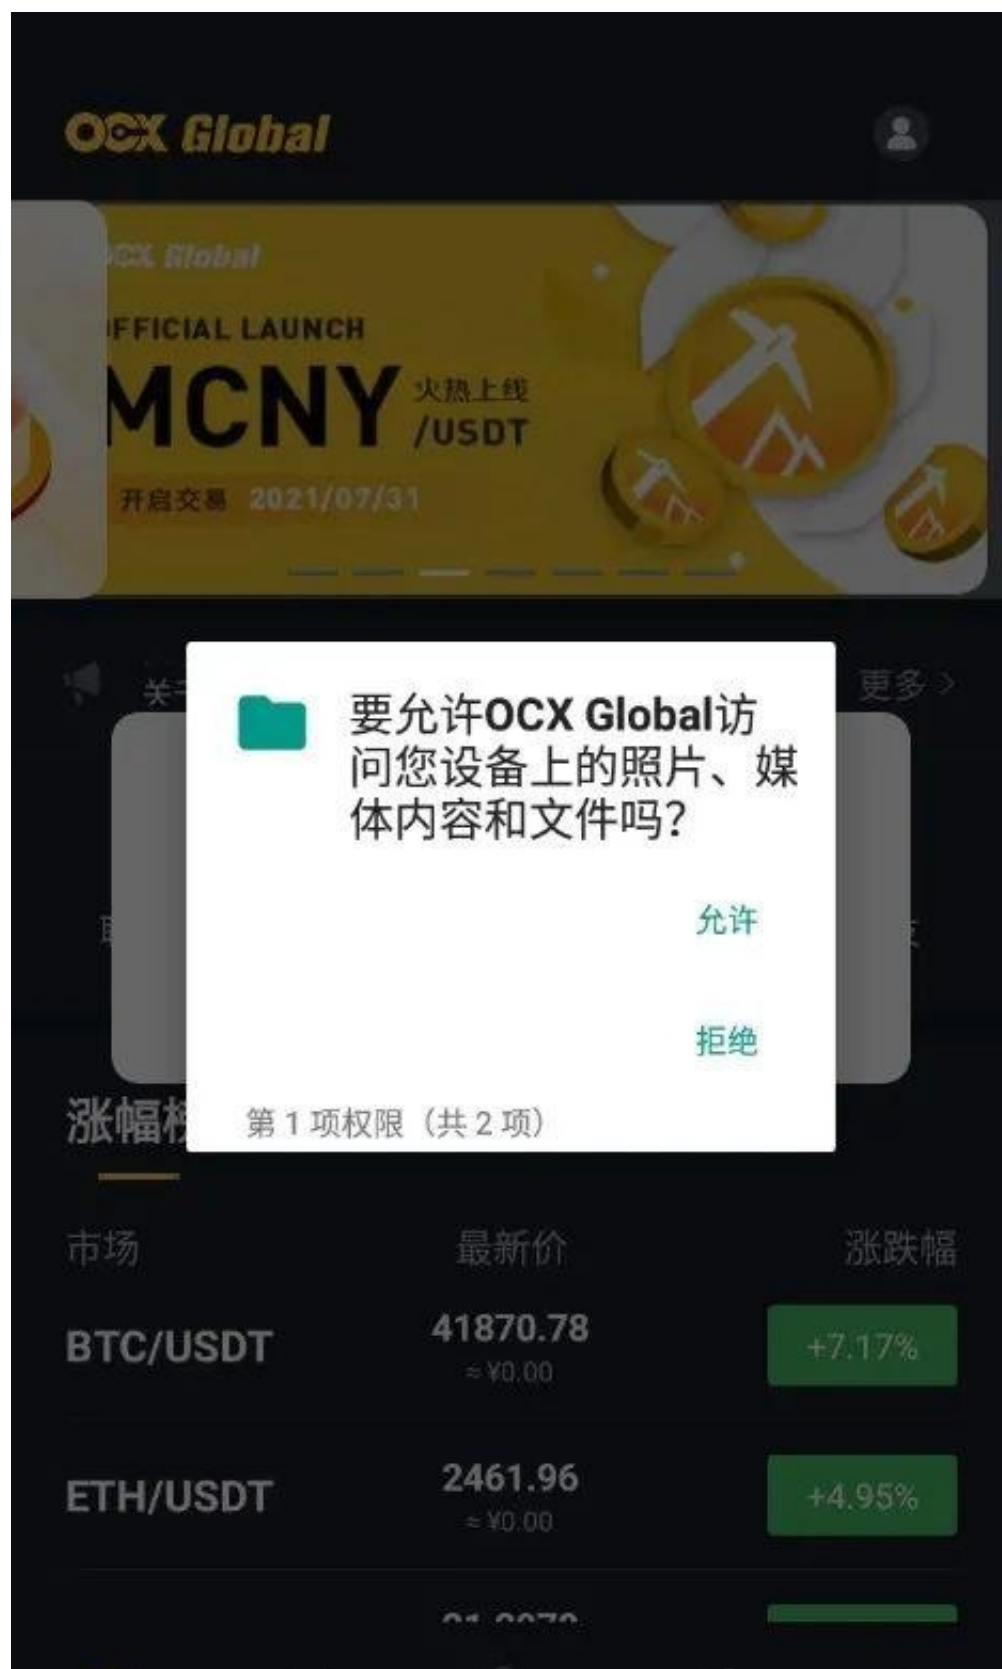 OCX Global
OCX Global
OFFICIAL LAUNCH
MCNY
火热上线
/USDT
开启交易 2021/07/31
更多
要允许OCX Global访
问您设备上的照片、媒
体内容和文件吗?
允许
拒绝
第 1 项权限（共 2 项）
涨幅榜
市场 最新价 涨跌幅
BTC/USDT 41870.78 +7.17%
≈ ¥0.00
ETH/USDT 2461.96 +4.95%
≈ ¥0.00